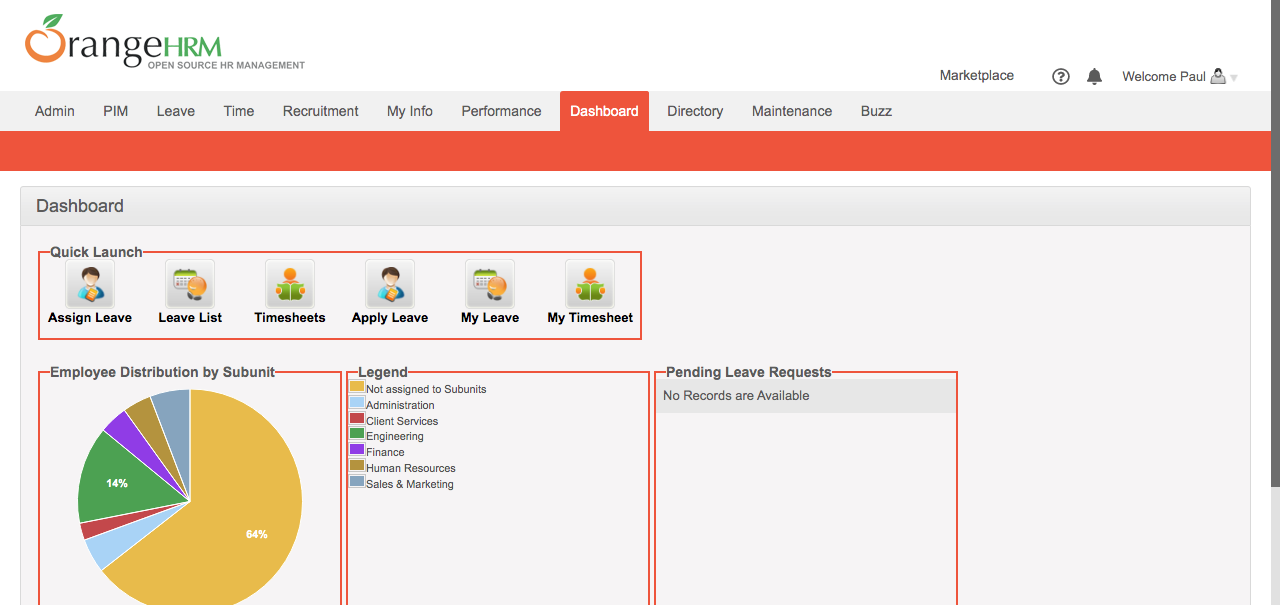 OrangeHRM
OPEN SOURCE HR MANAGEMENT
Marketplace ? Welcome Paul
Admin PIM Leave Time Recruitment My Info Performance Dashboard Directory Maintenance Buzz
Dashboard
Quick Launch
Assign Leave Leave List Timesheets Apply Leave My Leave My Timesheet
Employee Distribution by Subunit
14%
64%
Legend
Not assigned to Subunits
Administration
Client Services
Engineering
Finance
Human Resources
Sales & Marketing
Pending Leave Requests
No Records are Available